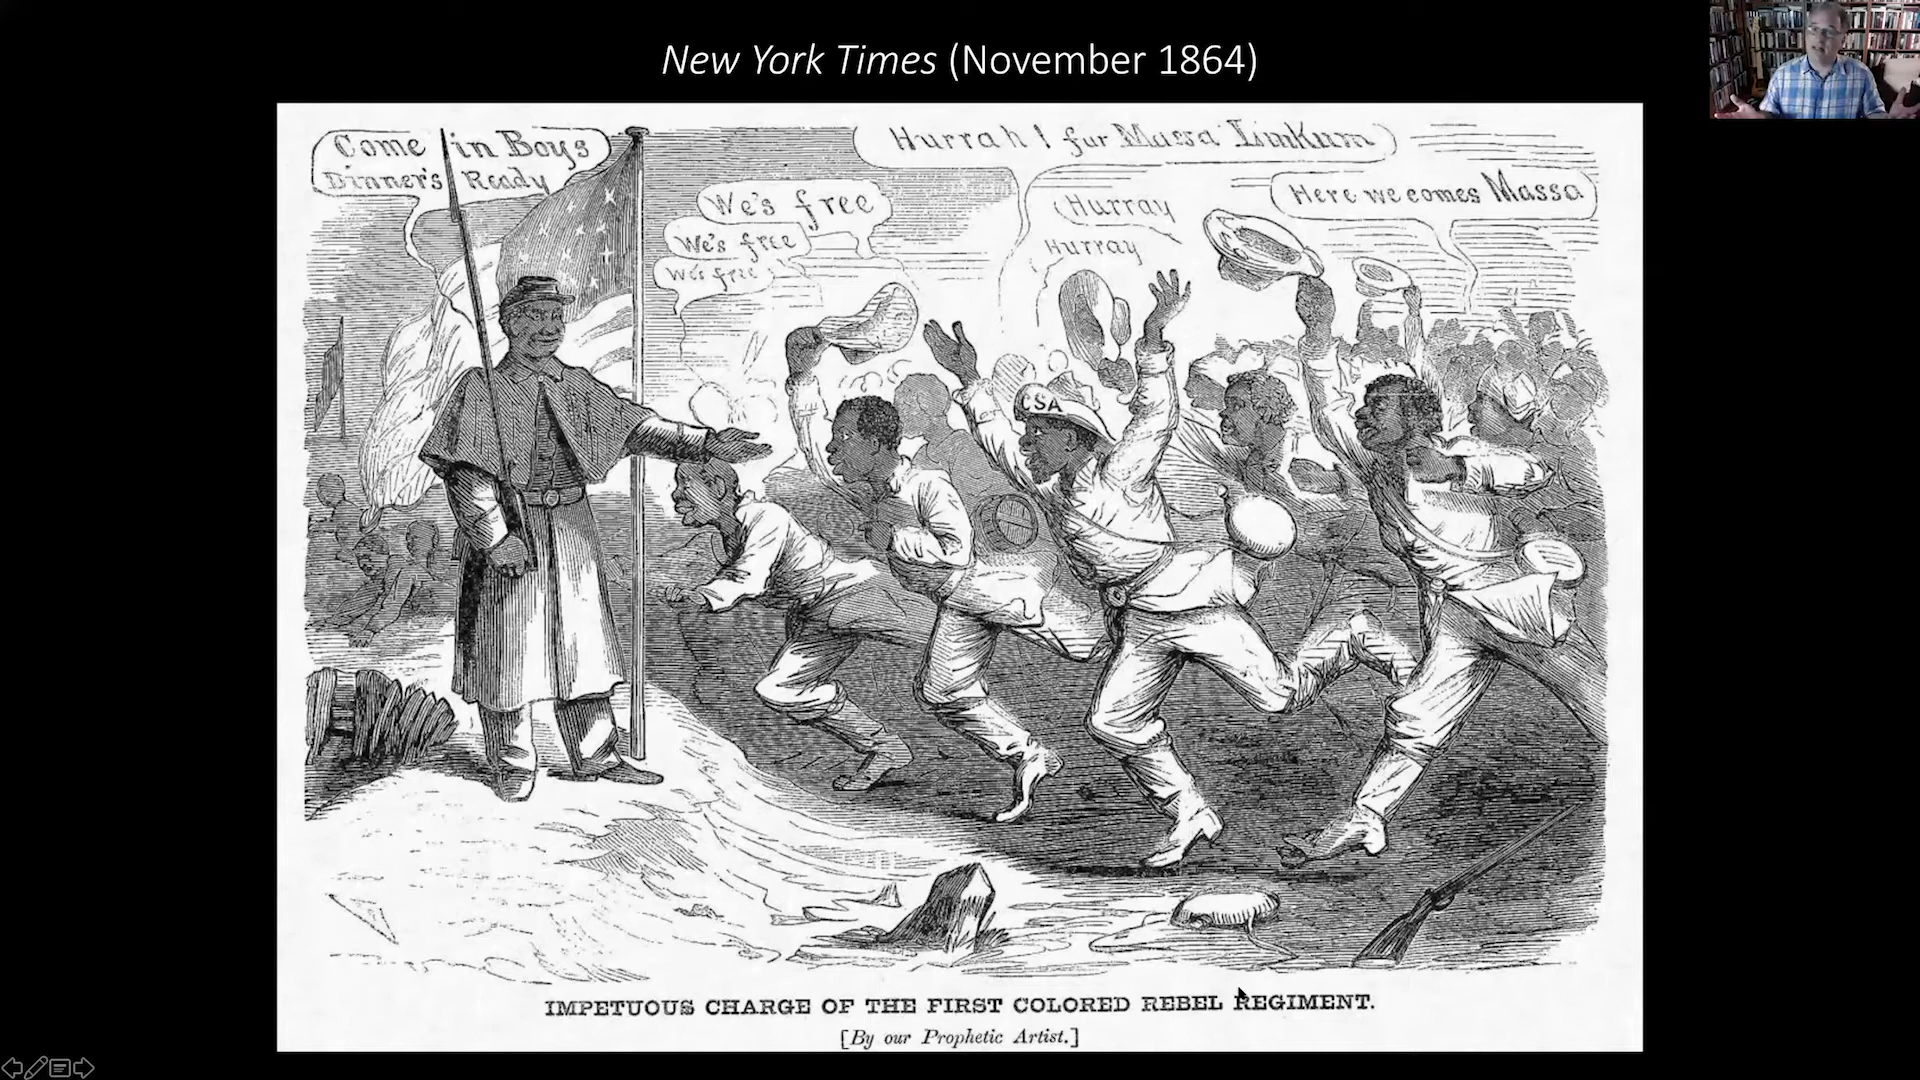 New York Times (November 1864)
Come in Boys
Dinner's Ready
Hurrah! fur Massa Linkum
We's free
We's free
We's free
Hurray
Hurray
Here we comes Massa
CSA
IMPETUOUS CHARGE OF THE FIRST COLORED REBEL REGIMENT.
[By our Prophetic Artist.]